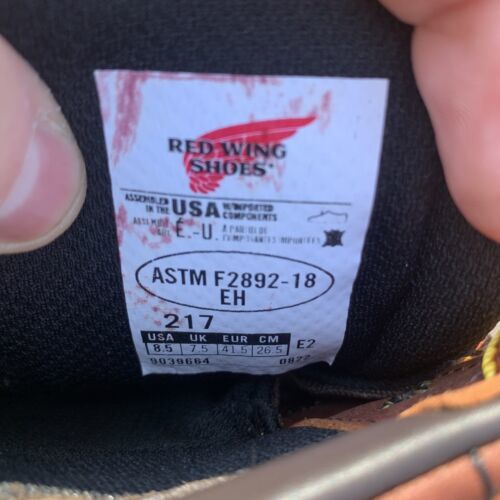 RED WING
SHOES
ASSEMBLED IN THE USA W/IMPORTED COMPONENTS
É.-U. À PARTIR DE COMPOSANTES IMPORTÉES
ASTM F2892-18
EH
217
USA UK EUR CM
8.5 7.5 41.5 26.5 E2
9039664 0822